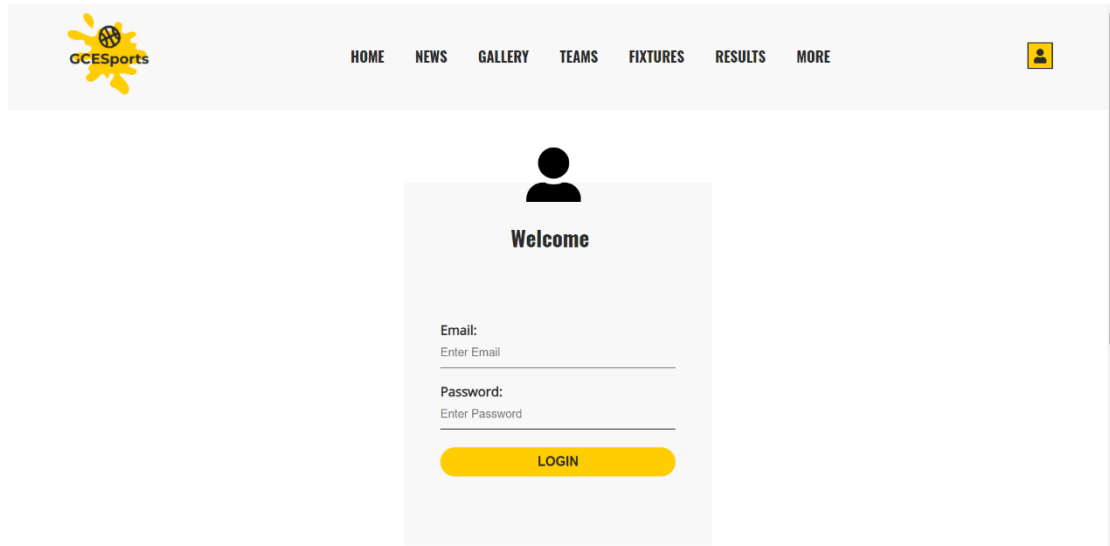 GCESports
HOME NEWS GALLERY TEAMS FIXTURES RESULTS MORE
Welcome
Email:
Enter Email
Password:
Enter Password
LOGIN